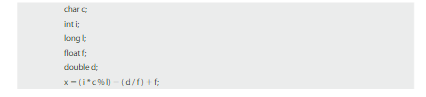 char c;
int i;
long l;
float f;
double d;
x = (i * c % l) – (d / f) + f;